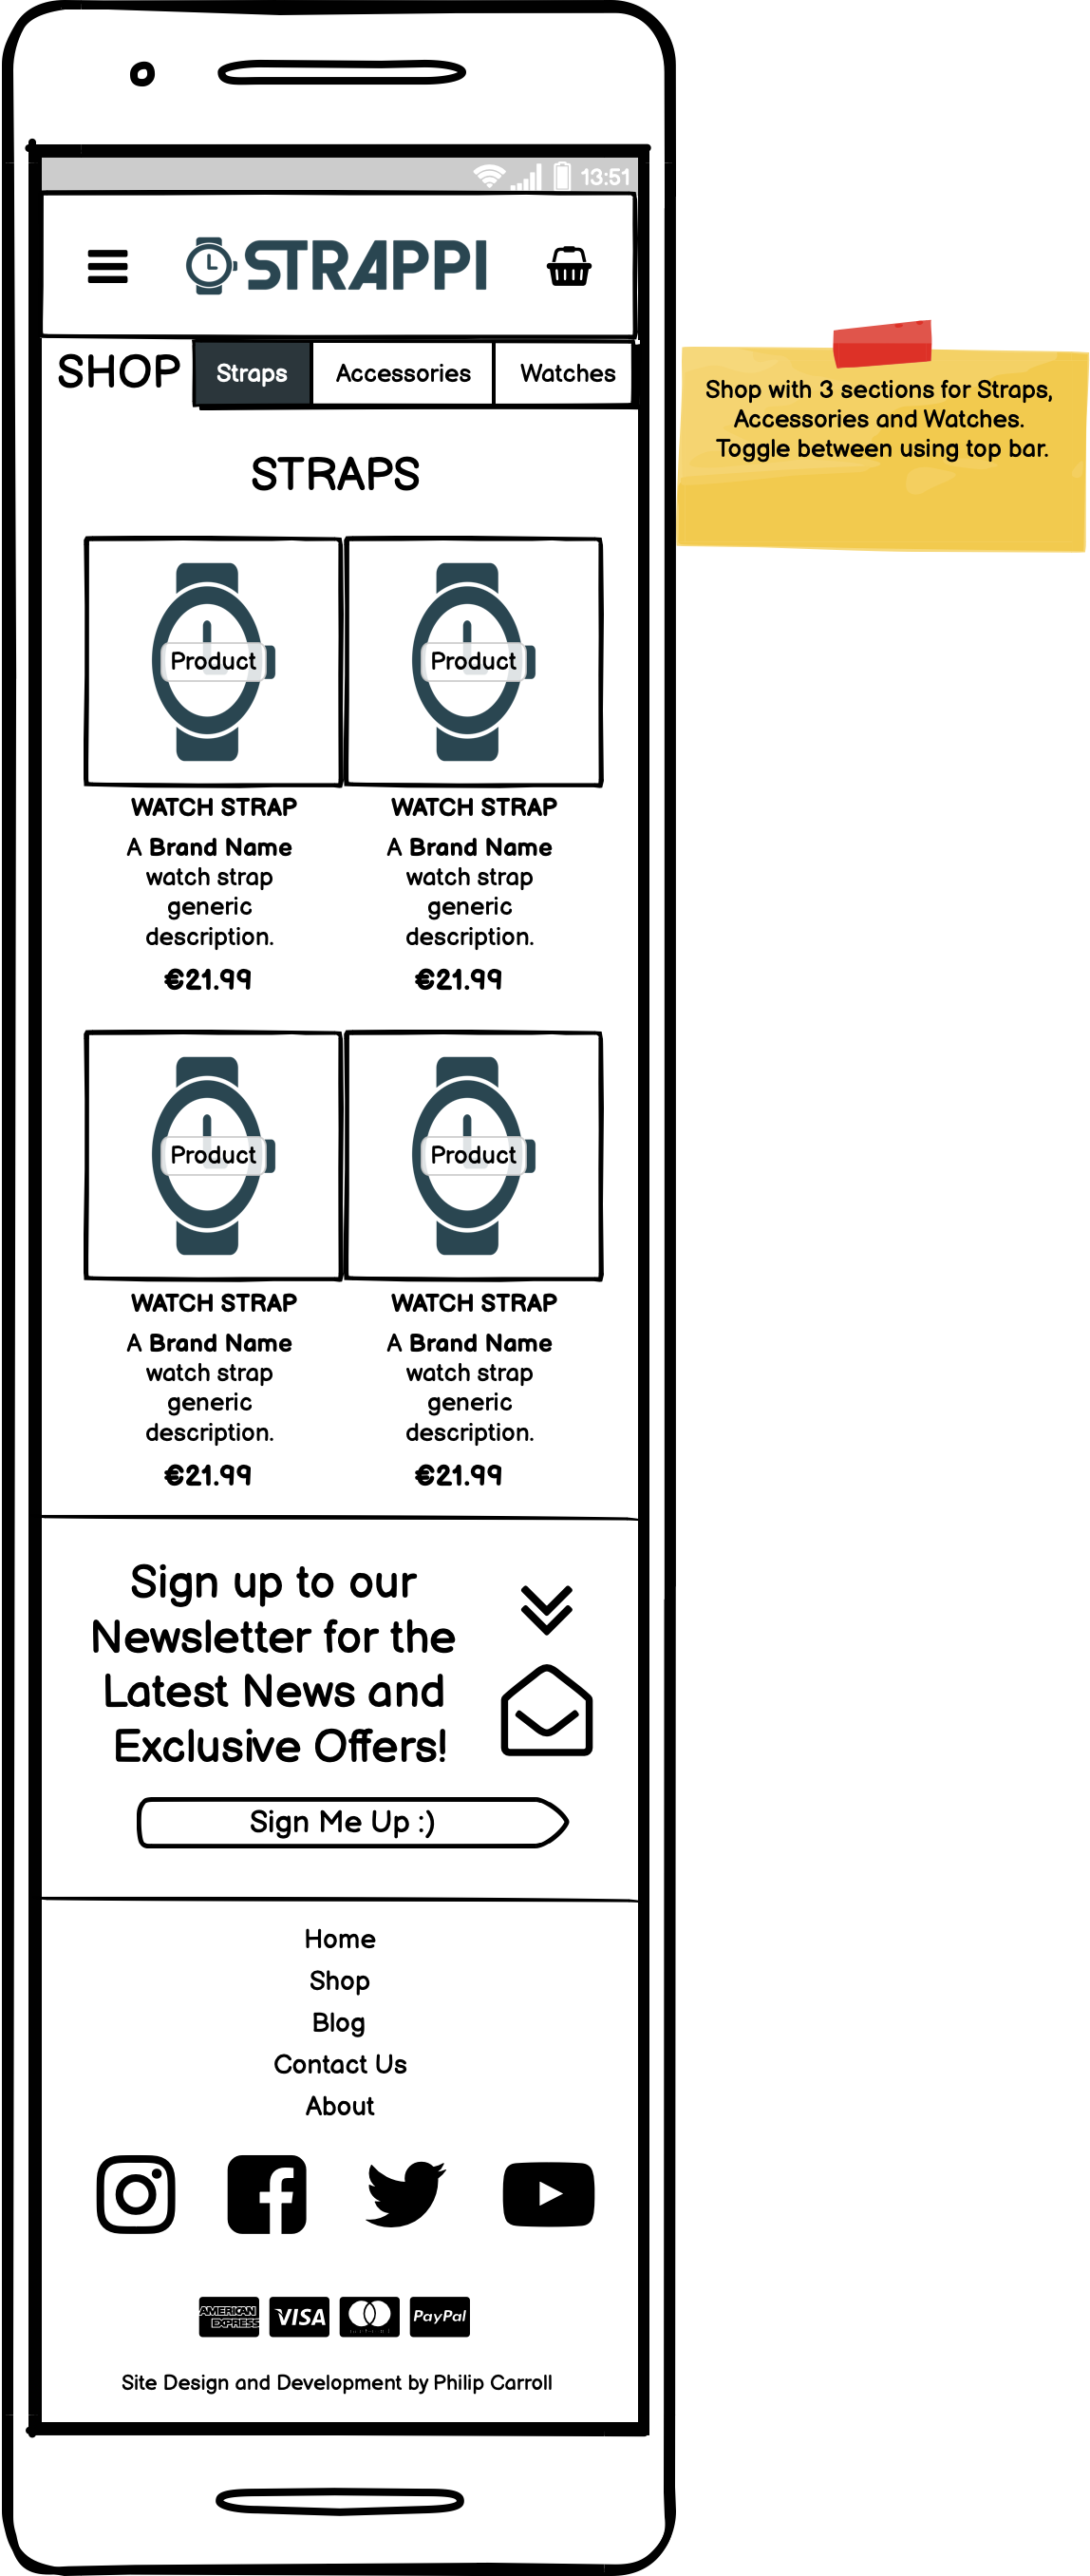 13:51
STRAPPI
SHOP
Straps
Accessories
Watches
Shop with 3 sections for Straps,
Accessories and Watches.
Toggle between using top bar.
STRAPS
Product
Product
WATCH STRAP
A Brand Name
watch strap
generic
description.
€21.99
WATCH STRAP
A Brand Name
watch strap
generic
description.
€21.99
Product
Product
WATCH STRAP
A Brand Name
watch strap
generic
description.
€21.99
WATCH STRAP
A Brand Name
watch strap
generic
description.
€21.99
Sign up to our
Newsletter for the
Latest News and
Exclusive Offers!
Sign Me Up :)
Home
Shop
Blog
Contact Us
About
AMERICAN
EXPRESS
VISA
PayPal
Site Design and Development by Philip Carroll